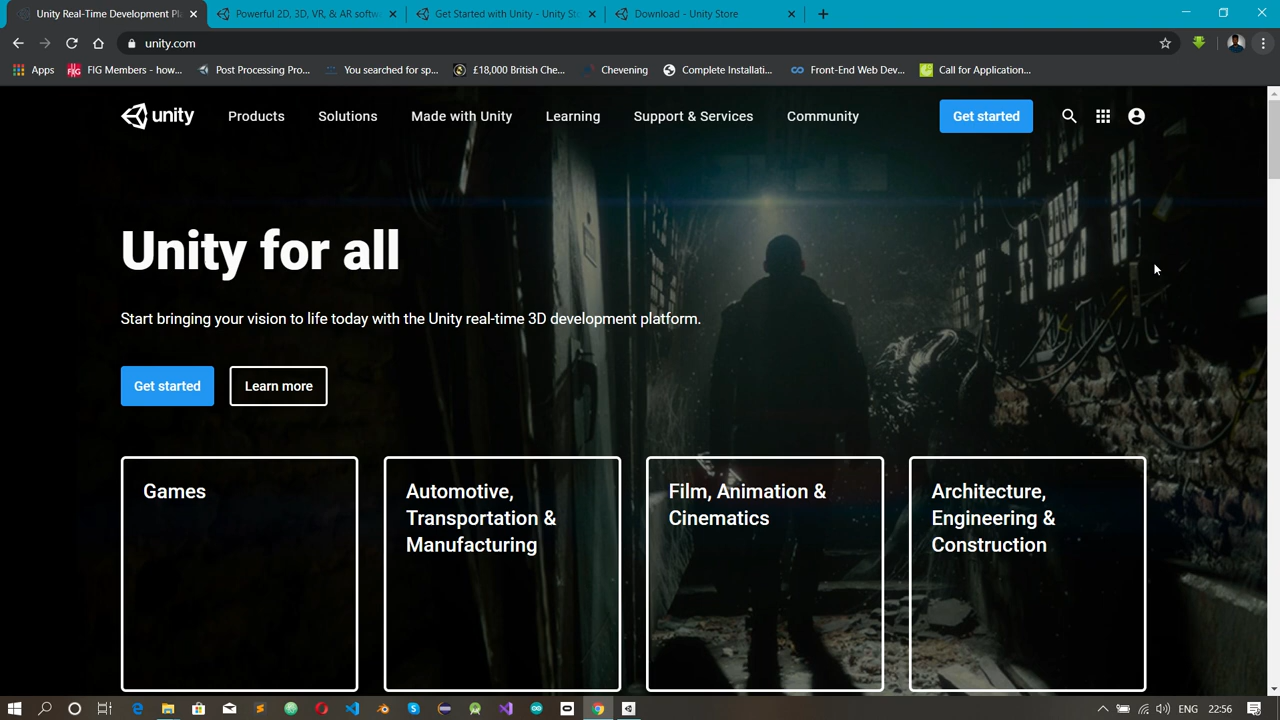 Unity Real-Time Development Pl
Powerful 2D, 3D, VR, & AR softw
Get Started with Unity - Unity Sto
Download - Unity Store
unity.com
Apps
FIG Members - how...
Post Processing Pro...
You searched for sp...
£18,000 British Che...
Chevening
Complete Installati...
Front-End Web Dev...
Call for Application...
unity
Products
Solutions
Made with Unity
Learning
Support & Services
Community
Get started
Unity for all
Start bringing your vision to life today with the Unity real-time 3D development platform.
Get started
Learn more
Games
Automotive,
Transportation &
Manufacturing
Film, Animation &
Cinematics
Architecture,
Engineering &
Construction
ENG
22:56